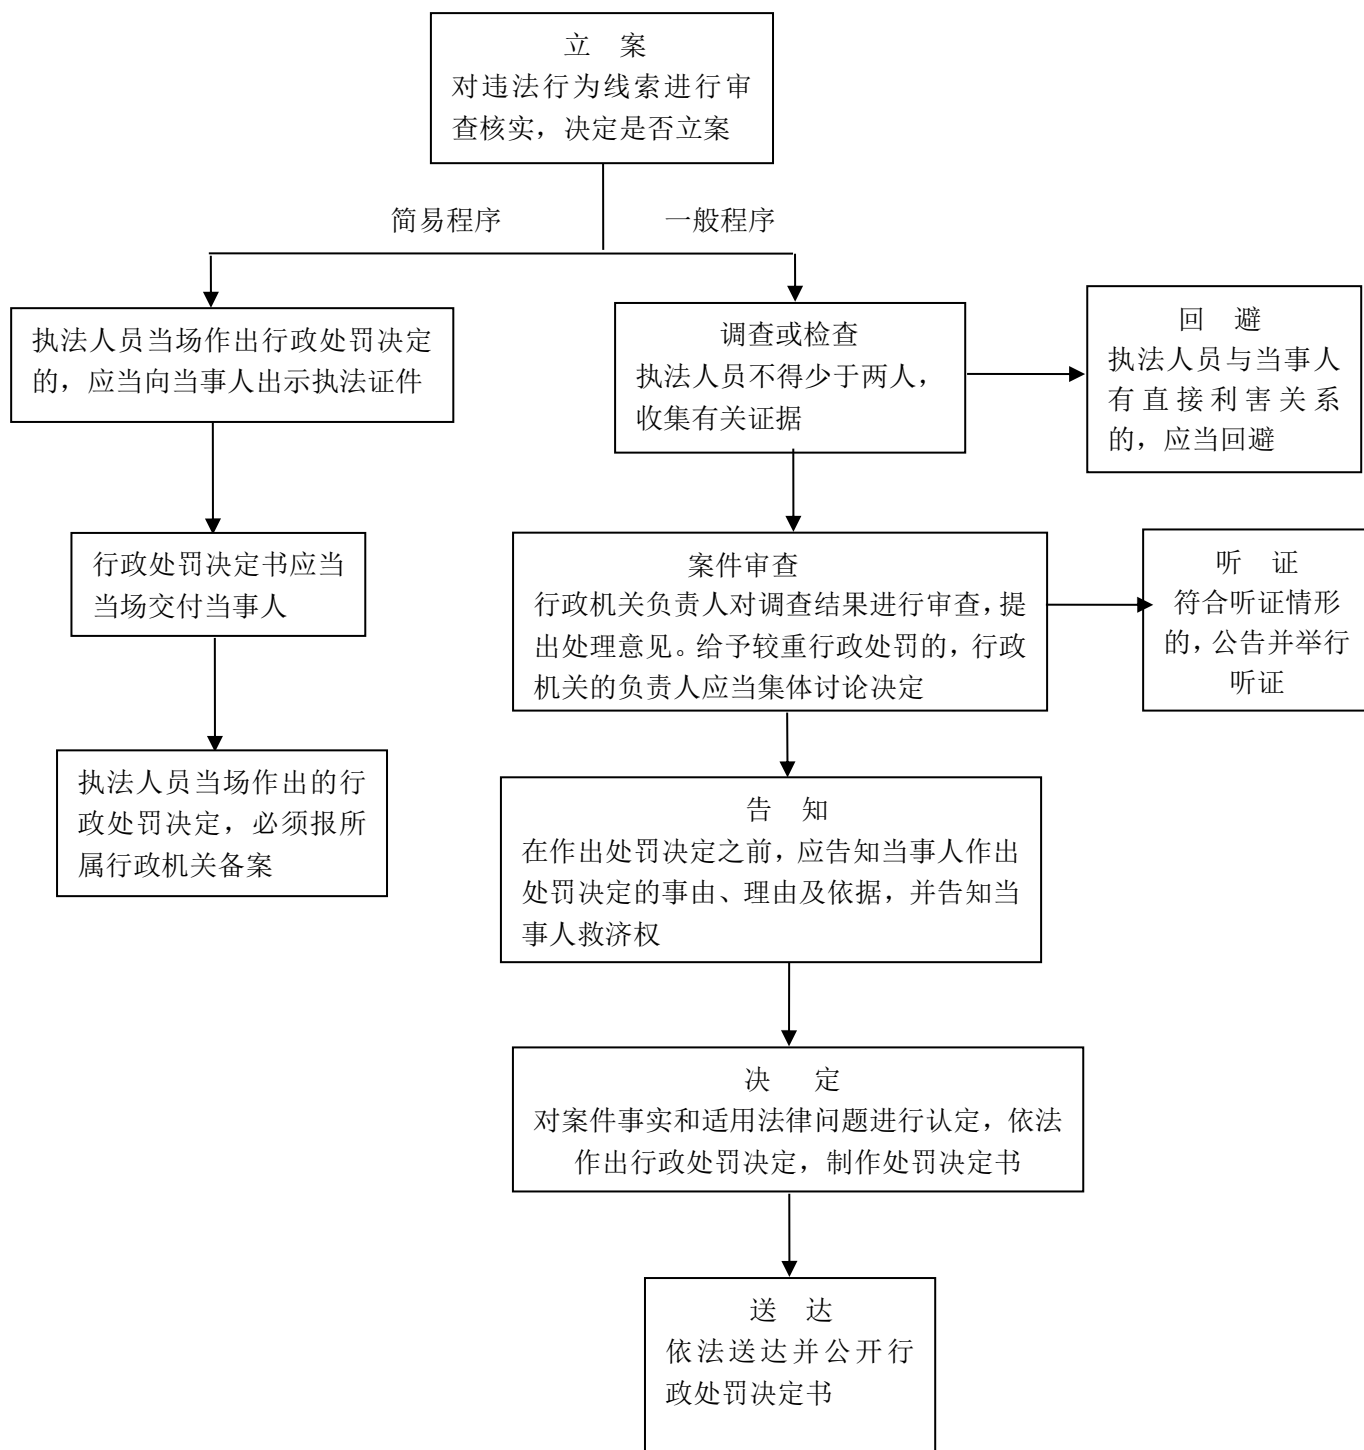 立 案
对违法行为线索进行审
查核实，决定是否立案
简易程序
一般程序
执法人员当场作出行政处罚决定
的，应当向当事人出示执法证件
调查或检查
执法人员不得少于两人，
收集有关证据
回 避
执法人员与当事人
有直接利害关系
的，应当回避
行政处罚决定书应当
当场交付当事人
案件审查
行政机关负责人对调查结果进行审查，提
出处理意见。给予较重行政处罚的，行政
机关的负责人应当集体讨论决定
听 证
符合听证情形
的，公告并举行
听证
执法人员当场作出的行
政处罚决定，必须报所
属行政机关备案
告 知
在作出处罚决定之前，应告知当事人作出
处罚决定的事由、理由及依据，并告知当
事人救济权
决 定
对案件事实和适用法律问题进行认定，依法
作出行政处罚决定，制作处罚决定书
送 达
依法送达并公开行
政处罚决定书